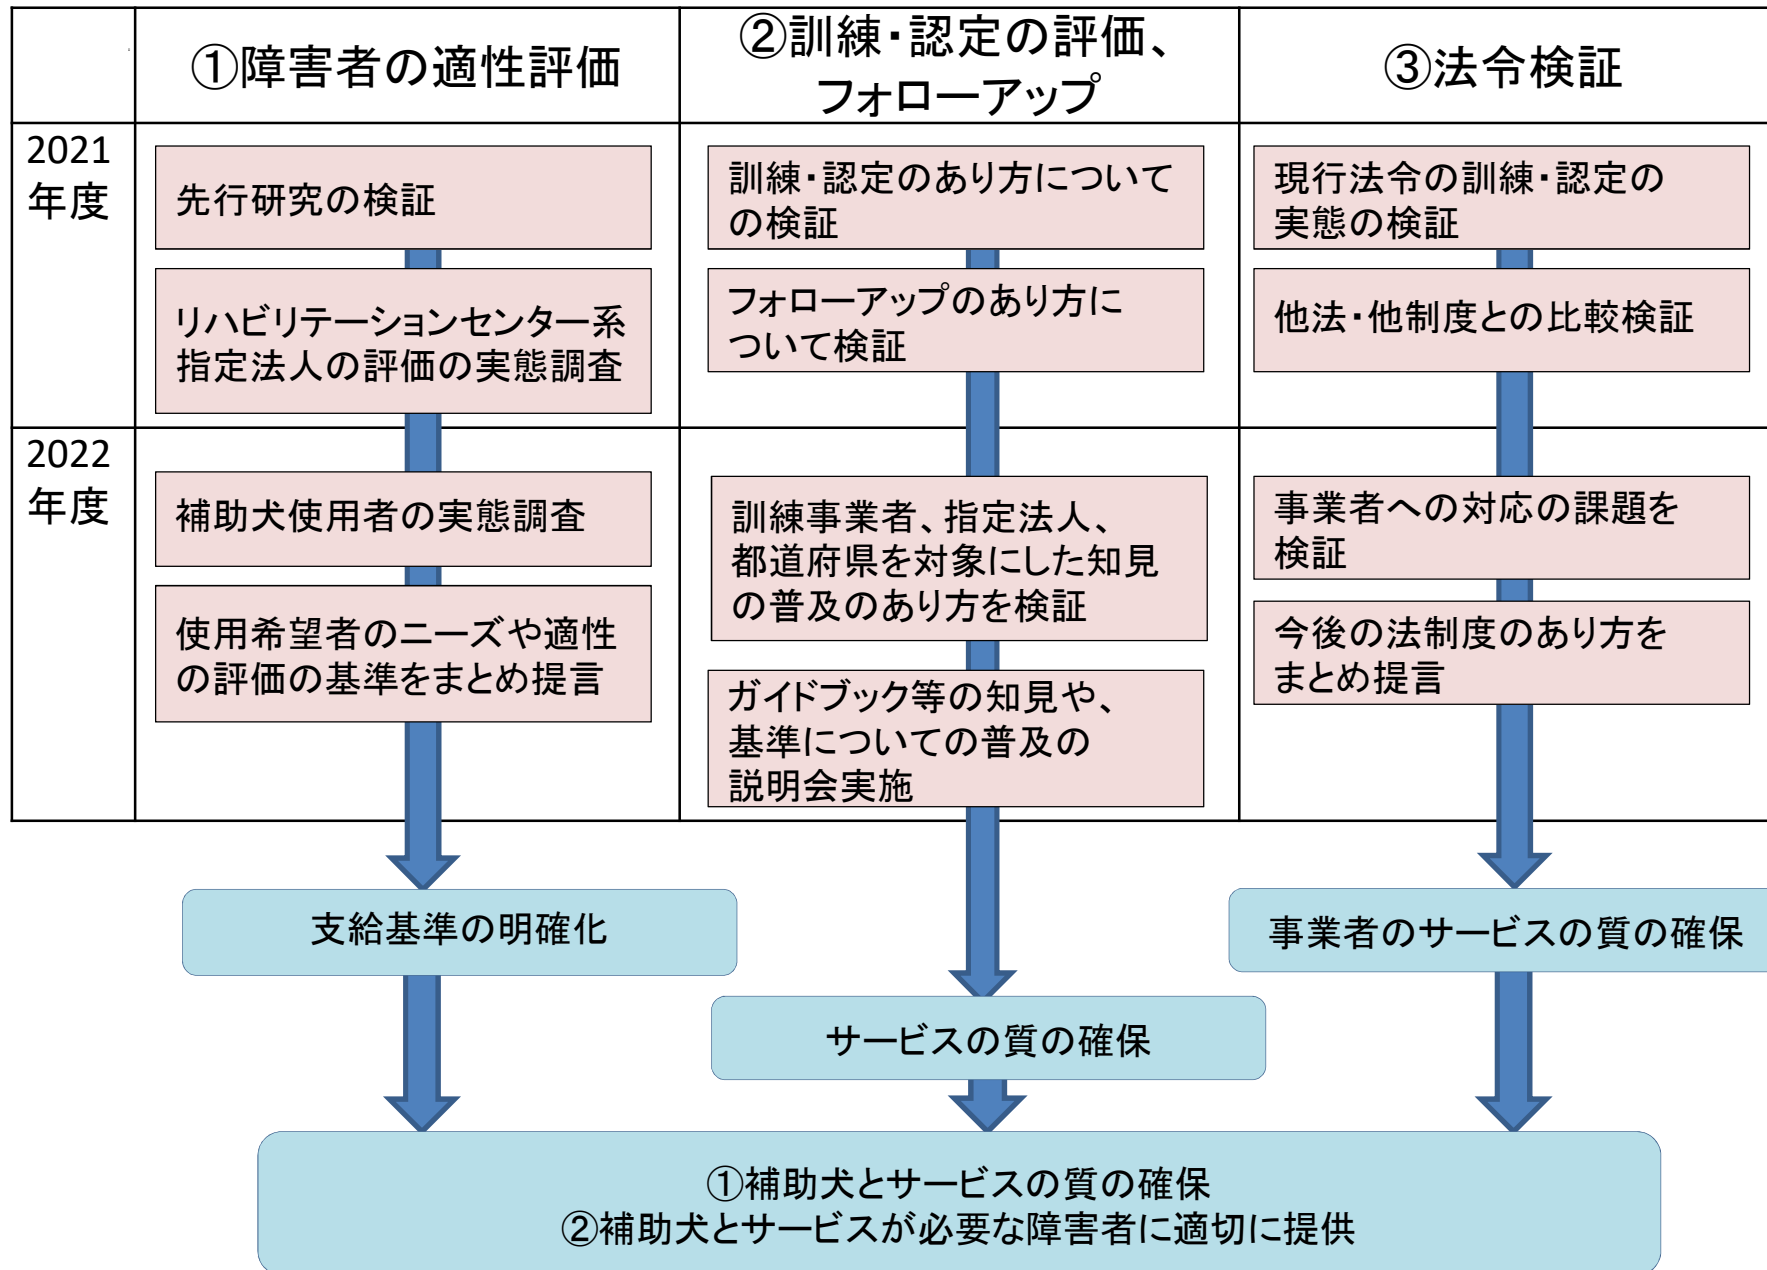 ①障害者の適性評価
②訓練・認定の評価、
フォローアップ
③法令検証
2021
年度
先行研究の検証
リハビリテーションセンター系
指定法人の評価の実態調査
訓練・認定のあり方について
の検証
フォローアップのあり方に
ついて検証
現行法令の訓練・認定の
実態の検証
他法・他制度との比較検証
2022
年度
補助犬使用者の実態調査
使用希望者のニーズや適性
の評価の基準をまとめ提言
訓練事業者、指定法人、
都道府県を対象にした知見
の普及のあり方を検証
ガイドブック等の知見や、
基準についての普及の
説明会実施
事業者への対応の課題を
検証
今後の法制度のあり方を
まとめ提言
支給基準の明確化
サービスの質の確保
事業者のサービスの質の確保
①補助犬とサービスの質の確保
②補助犬とサービスが必要な障害者に適切に提供